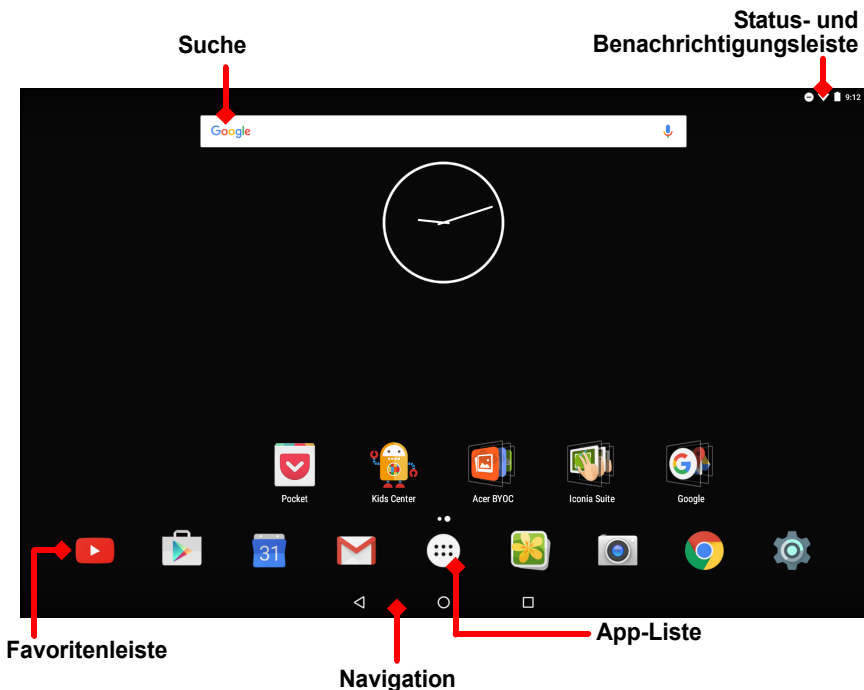 Status- und
Suche
Benachrichtigungsleiste
9:12
Google
Pocket
Kids Center
Acer BYOC
Iconia Suite
Google
31
App-Liste
Favoritenleiste
Navigation